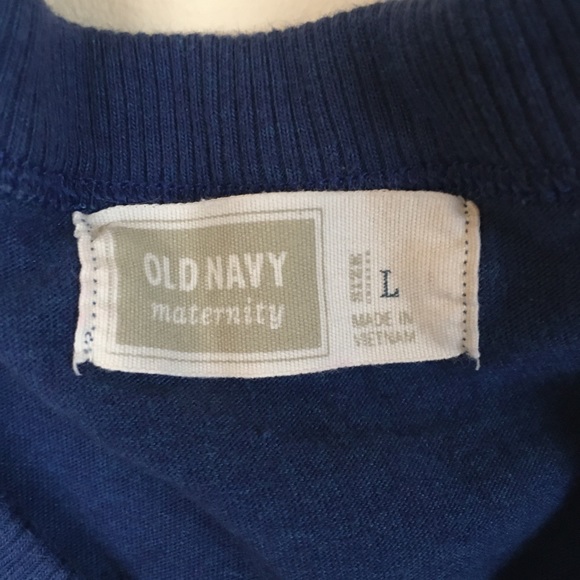 OLD NAVY
maternity
SIZE
L
MADE IN
VIETNAM